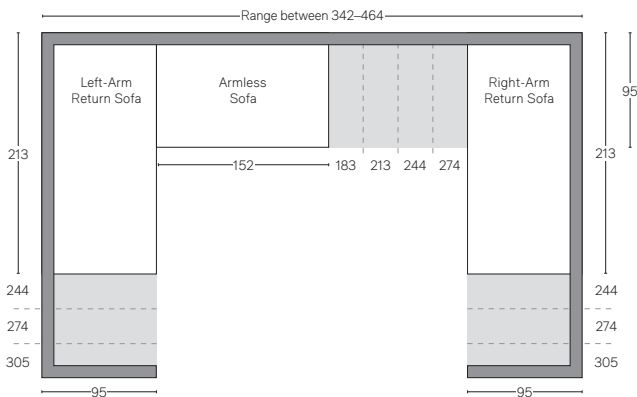 Range between 342–464
Left-Arm
Return Sofa
Armless
Sofa
Right-Arm
Return Sofa
95
213
213
152
183
213
244
274
244
274
305
244
274
305
95
95